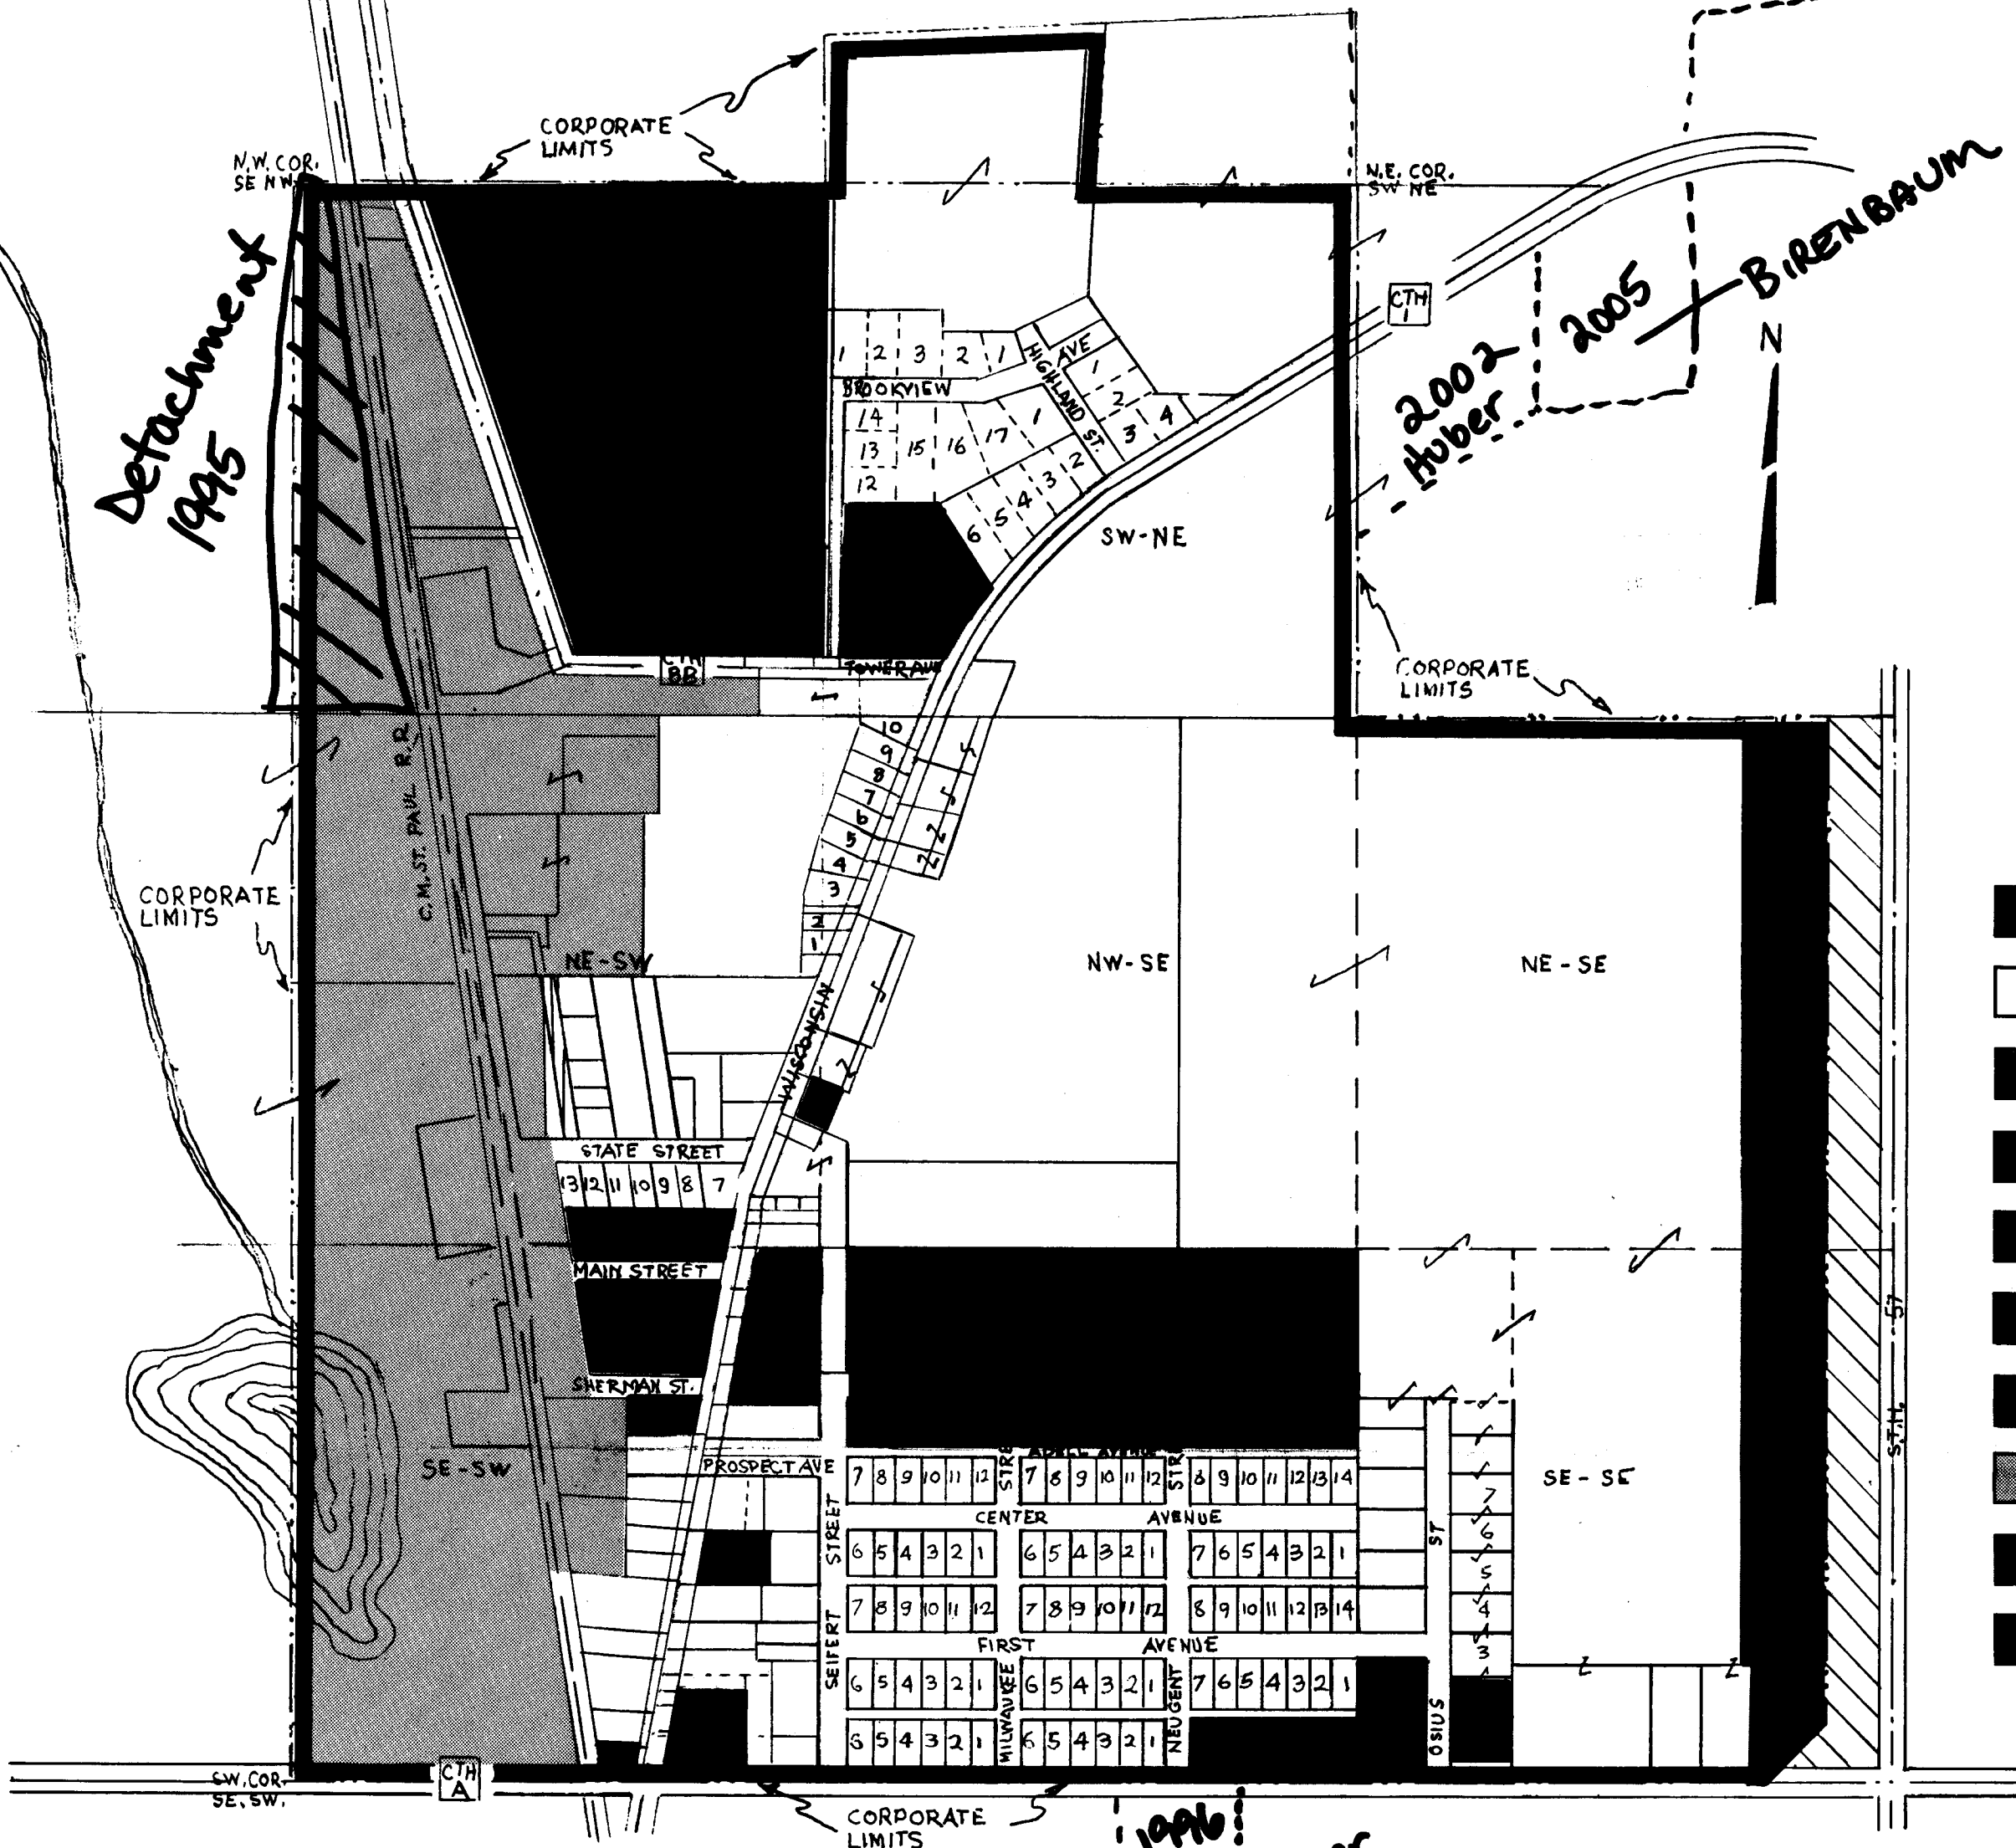 CORPORATE
LIMITS
N.W. COR.
SE NW
N.E. COR.
SW NE
BIRENBAUM
Detachment
1995
CTH
I
2002
Huber
2005
N
1 2 3 2 1
HIGHLAND ST.
AVE
BROOKVIEW
14
13
12
15 16 17 1
1
2
3 4
6 5 4 3 2
SW-NE
CTH
BB
TOWER AVE
CORPORATE
LIMITS
C.M. ST. PAUL R.R.
10
9
8
7
6
5
4
3
2
1
CORPORATE
LIMITS
NE-SW
NW-SE
NE-SE
WISCONSIN
STATE STREET
13 12 11 10 9 8 7
MAIN STREET
SHERMAN ST.
S.T.H. 57
SE-SW
PROSPECT AVE
ADELL AVENUE
SE-SE
7 8 9 10 11 12 7 8 9 10 11 12 8 9 10 11 12 13 14
CENTER AVENUE
6 5 4 3 2 1 6 5 4 3 2 1 7 6 5 4 3 2 1
7 8 9 10 11 12 7 8 9 10 11 12 8 9 10 11 12 13 14
FIRST AVENUE
6 5 4 3 2 1 6 5 4 3 2 1 7 6 5 4 3 2 1
6 5 4 3 2 1 6 5 4 3 2 1
SEIFERT STREET
MILWAUKEE STRE
NEUGENT STRE
OSIUS ST
7
6
5
4
3
SW. COR.
SE. SW.
CTH
A
CORPORATE
LIMITS
1996